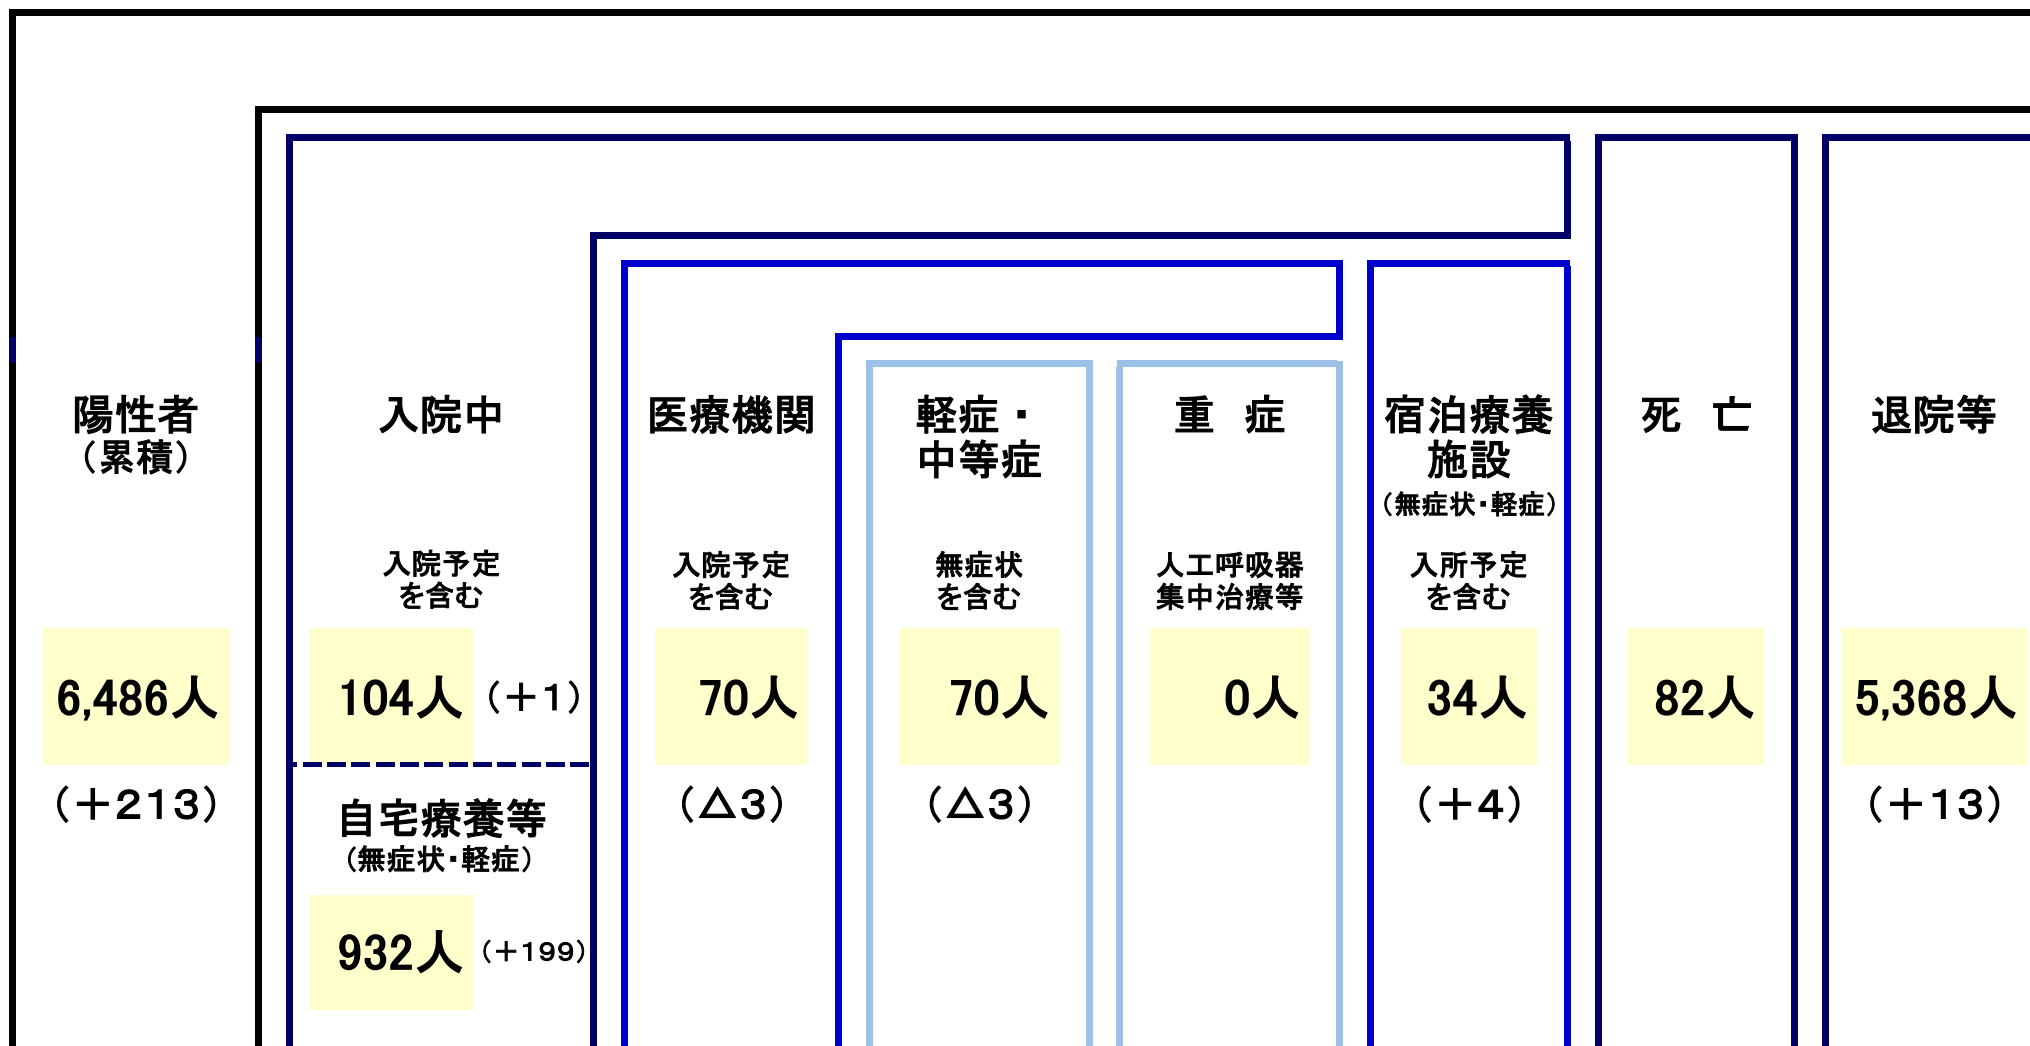 陽性者
（累積）
6,486人
（＋213）
入院中
入院予定
を含む
104人（＋1）
自宅療養等
（無症状・軽症）
932人（＋199）
医療機関
入院予定
を含む
70人
（△3）
軽症・
中等症
無症状
を含む
70人
（△3）
重　症
人工呼吸器
集中治療等
0人
宿泊療養
施設
（無症状・軽症）
入所予定
を含む
34人
（＋4）
死　亡
82人
退院等
5,368人
（＋13）